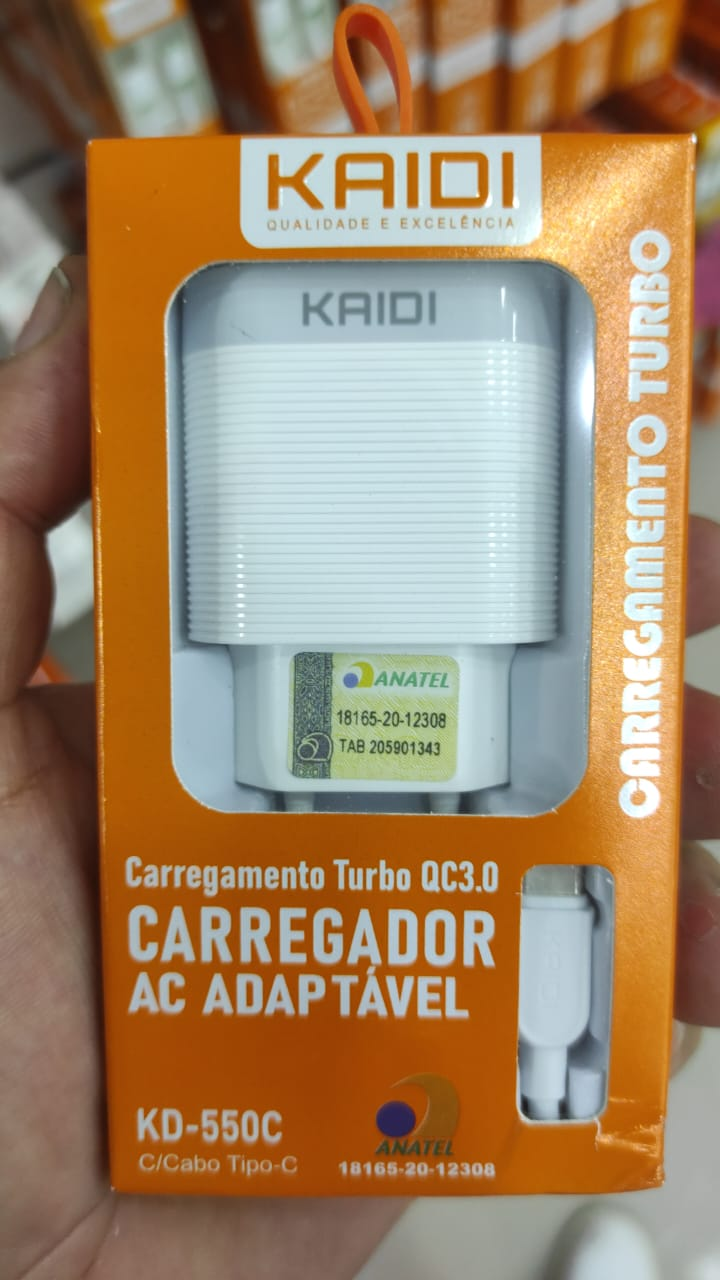 KAIDI
QUALIDADE E EXCELÊNCIA
KAIDI
CARREGAMENTO TURBO
ANATEL
18165-20-12308
TAB 205901343
Carregamento Turbo QC3.0
CARREGADOR
AC ADAPTÁVEL
KAIDI
KD-550C
C/Cabo Tipo-C
ANATEL
18165-20-12308